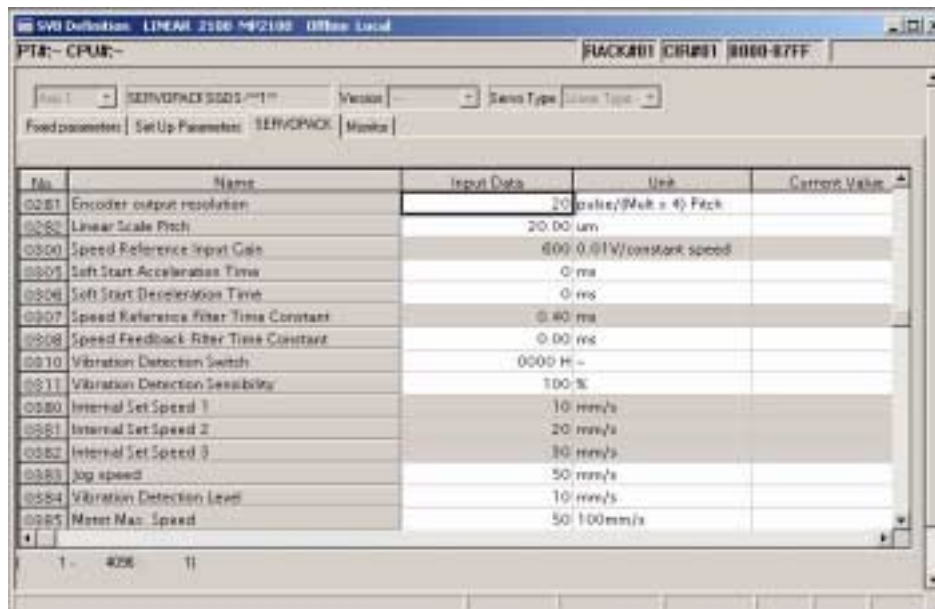 SVB Definition LINEAR 2100 MP2100 Offline Local
PT#:– CPU#:– RACK#01 CIR#01 8000-87FF
Axis 1 SERVOPACK SGDS-**1** Version -- Servo Type Linear Type
Fixed parameters Set Up Parameters SERVOPACK Monitor
No. Name Input Data Unit Current Value
0281 Encoder output resolution 20 pulse/(Mult x 4) Pitch
0282 Linear Scale Pitch 20.00 um
0300 Speed Reference Input Gain 600 0.01V/constant speed
0305 Soft Start Acceleration Time 0 ms
0306 Soft Start Deceleration Time 0 ms
0307 Speed Reference Filter Time Constant 0.40 ms
0308 Speed Feedback Filter Time Constant 0.00 ms
0310 Vibration Detection Switch 0000 H –
0311 Vibration Detection Sensibility 100 %
0380 Internal Set Speed 1 10 mm/s
0381 Internal Set Speed 2 20 mm/s
0382 Internal Set Speed 3 30 mm/s
0383 Jog speed 50 mm/s
0384 Vibration Detection Level 10 mm/s
0385 Motor Max. Speed 50 100mm/s
[ 1 - 4096 1]